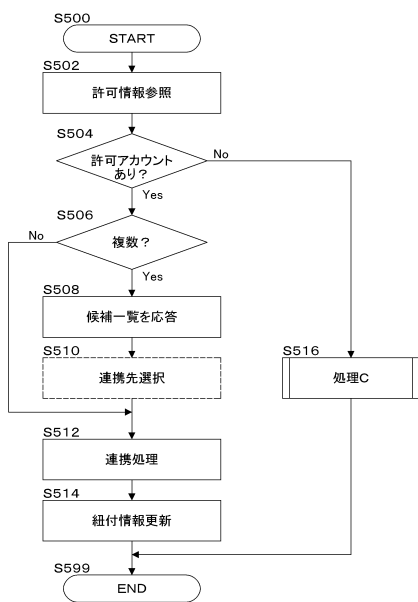 S500
START
S502
許可情報参照
S504
許可アカウント
あり？
No
Yes
S506
No
複数？
Yes
S508
候補一覧を応答
S510
連携先選択
S516
処理C
S512
連携処理
S514
紐付情報更新
S599
END